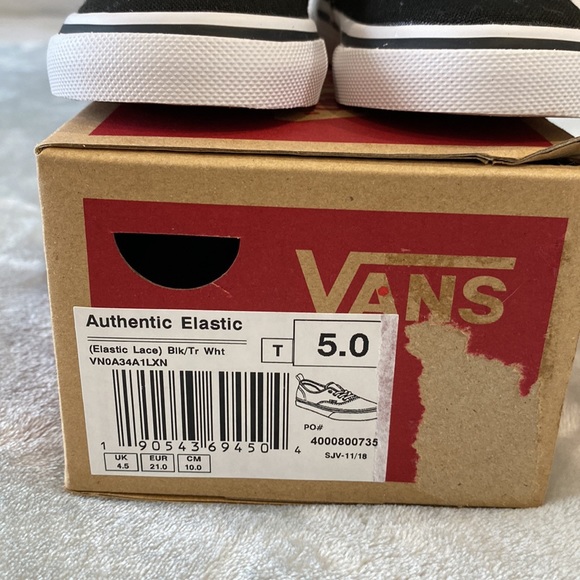 VANS
Authentic Elastic
(Elastic Lace) Blk/Tr Wht
VN0A34A1LXN
T
5.0
1 90543 69450 4
PO#
4000800735
SJV-11/18
UK
4.5
EUR
21.0
CM
10.0